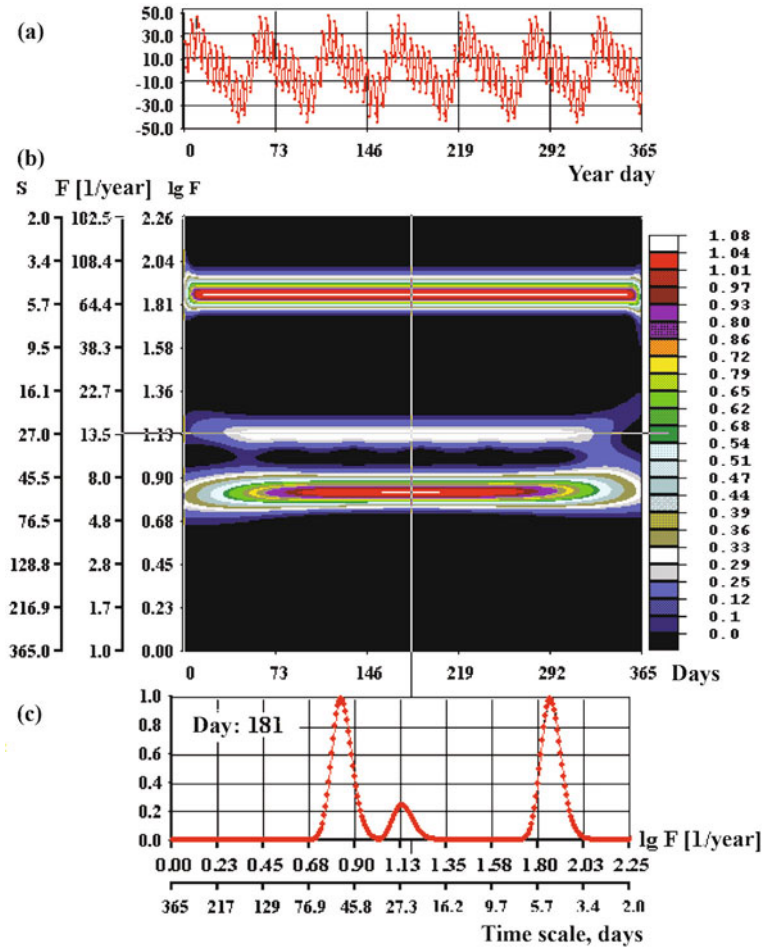 (a)
50.0
30.0
10.0
-10.0
-30.0
-50.0
0 73 146 219 292 365
Year day
(b)
S F [1/year] lg F
2.0 182.5 2.26
3.4 108.4 2.04
5.7 64.4 1.81
9.5 38.3 1.58
16.1 22.7 1.36
27.0 13.5 1.13
45.5 8.0 0.90
76.5 4.8 0.68
128.8 2.8 0.45
216.9 1.7 0.23
365.0 1.0 0.00
0 73 146 219 292 365 Days
1.08
1.04
1.01
0.97
0.93
0.80
0.86
0.72
0.79
0.65
0.62
0.68
0.54
0.51
0.47
0.44
0.39
0.36
0.33
0.29
0.25
0.12
0.1
0.0
(c)
Day: 181
1.0
0.8
0.6
0.4
0.2
0.0
lg F [1/year]
0.00 0.23 0.45 0.68 0.90 1.13 1.35 1.58 1.80 2.03 2.25
365 217 129 76.9 45.8 27.3 16.2 9.7 5.7 3.4 2.0
Time scale, days